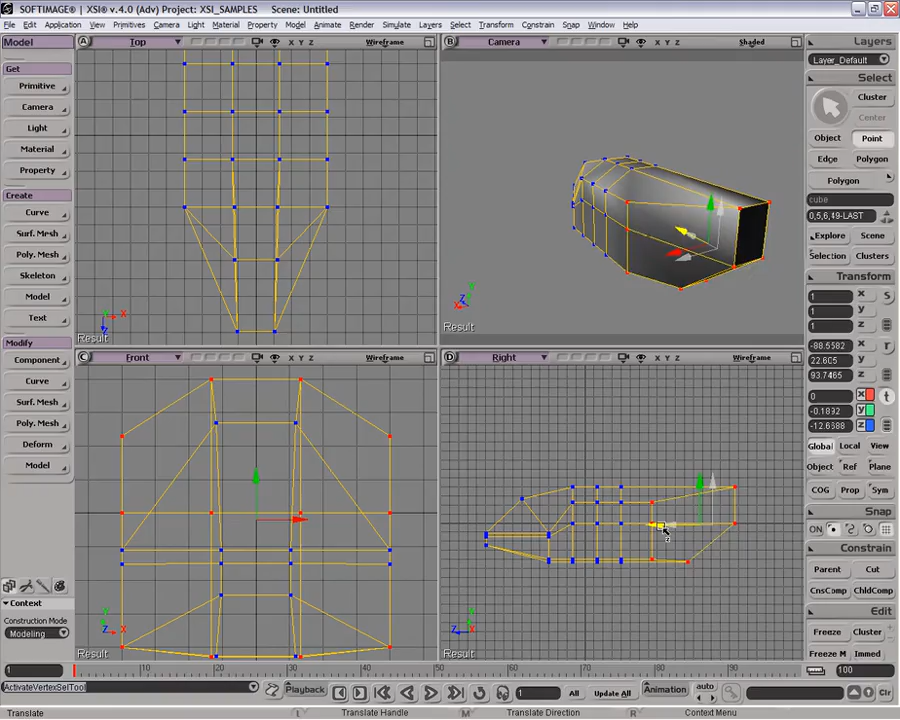 SOFTIMAGE® | XSI® v.4.0 (Adv) Project: XSI_SAMPLES Scene: Untitled
File Edit View Primitives Camera Material Property Animation Render Simulate Layers Select Transform Constrain Snap Window Help
Model
Get
Primitive
Camera
Light
Material
Property
Create
Curve
Surf. Mesh
Poly. Mesh
Skeleton
Model
Text
Modify
Component
Curve
Surf. Mesh
Poly. Mesh
Deform
Model
Context
Construction Mode
Modeling
A Top X Y Z Wireframe
Result
B Camera X Y Z Shaded
Result
C Front X Y Z Wireframe
Result
D Right X Y Z Wireframe
Result
Layers
Layer_Default
Select
Cluster
Center
Object Point
Edge Polygon
Polygon
cube
0,5,6,49-LAST
Explore Scene
Selection Clusters
Transform
1 x s
1 y
1 z
-88.5582 x r
22.605 y
93.7465 z
0 x t
-0.1892 y
-12.6388 z
Global Local View
Object Ref Plane
COG Prop Sym
Snap
ON
Constrain
Parent Cut
CnsComp ChldComp
Edit
Freeze Cluster
Freeze M Immed
1 10 20 30 40 50 60 70 80 90 100
ActivateVertexSelTool Playback 1 All Update All Animation auto Clr
Translate L Translate Handle M Translate Direction R Context Menu